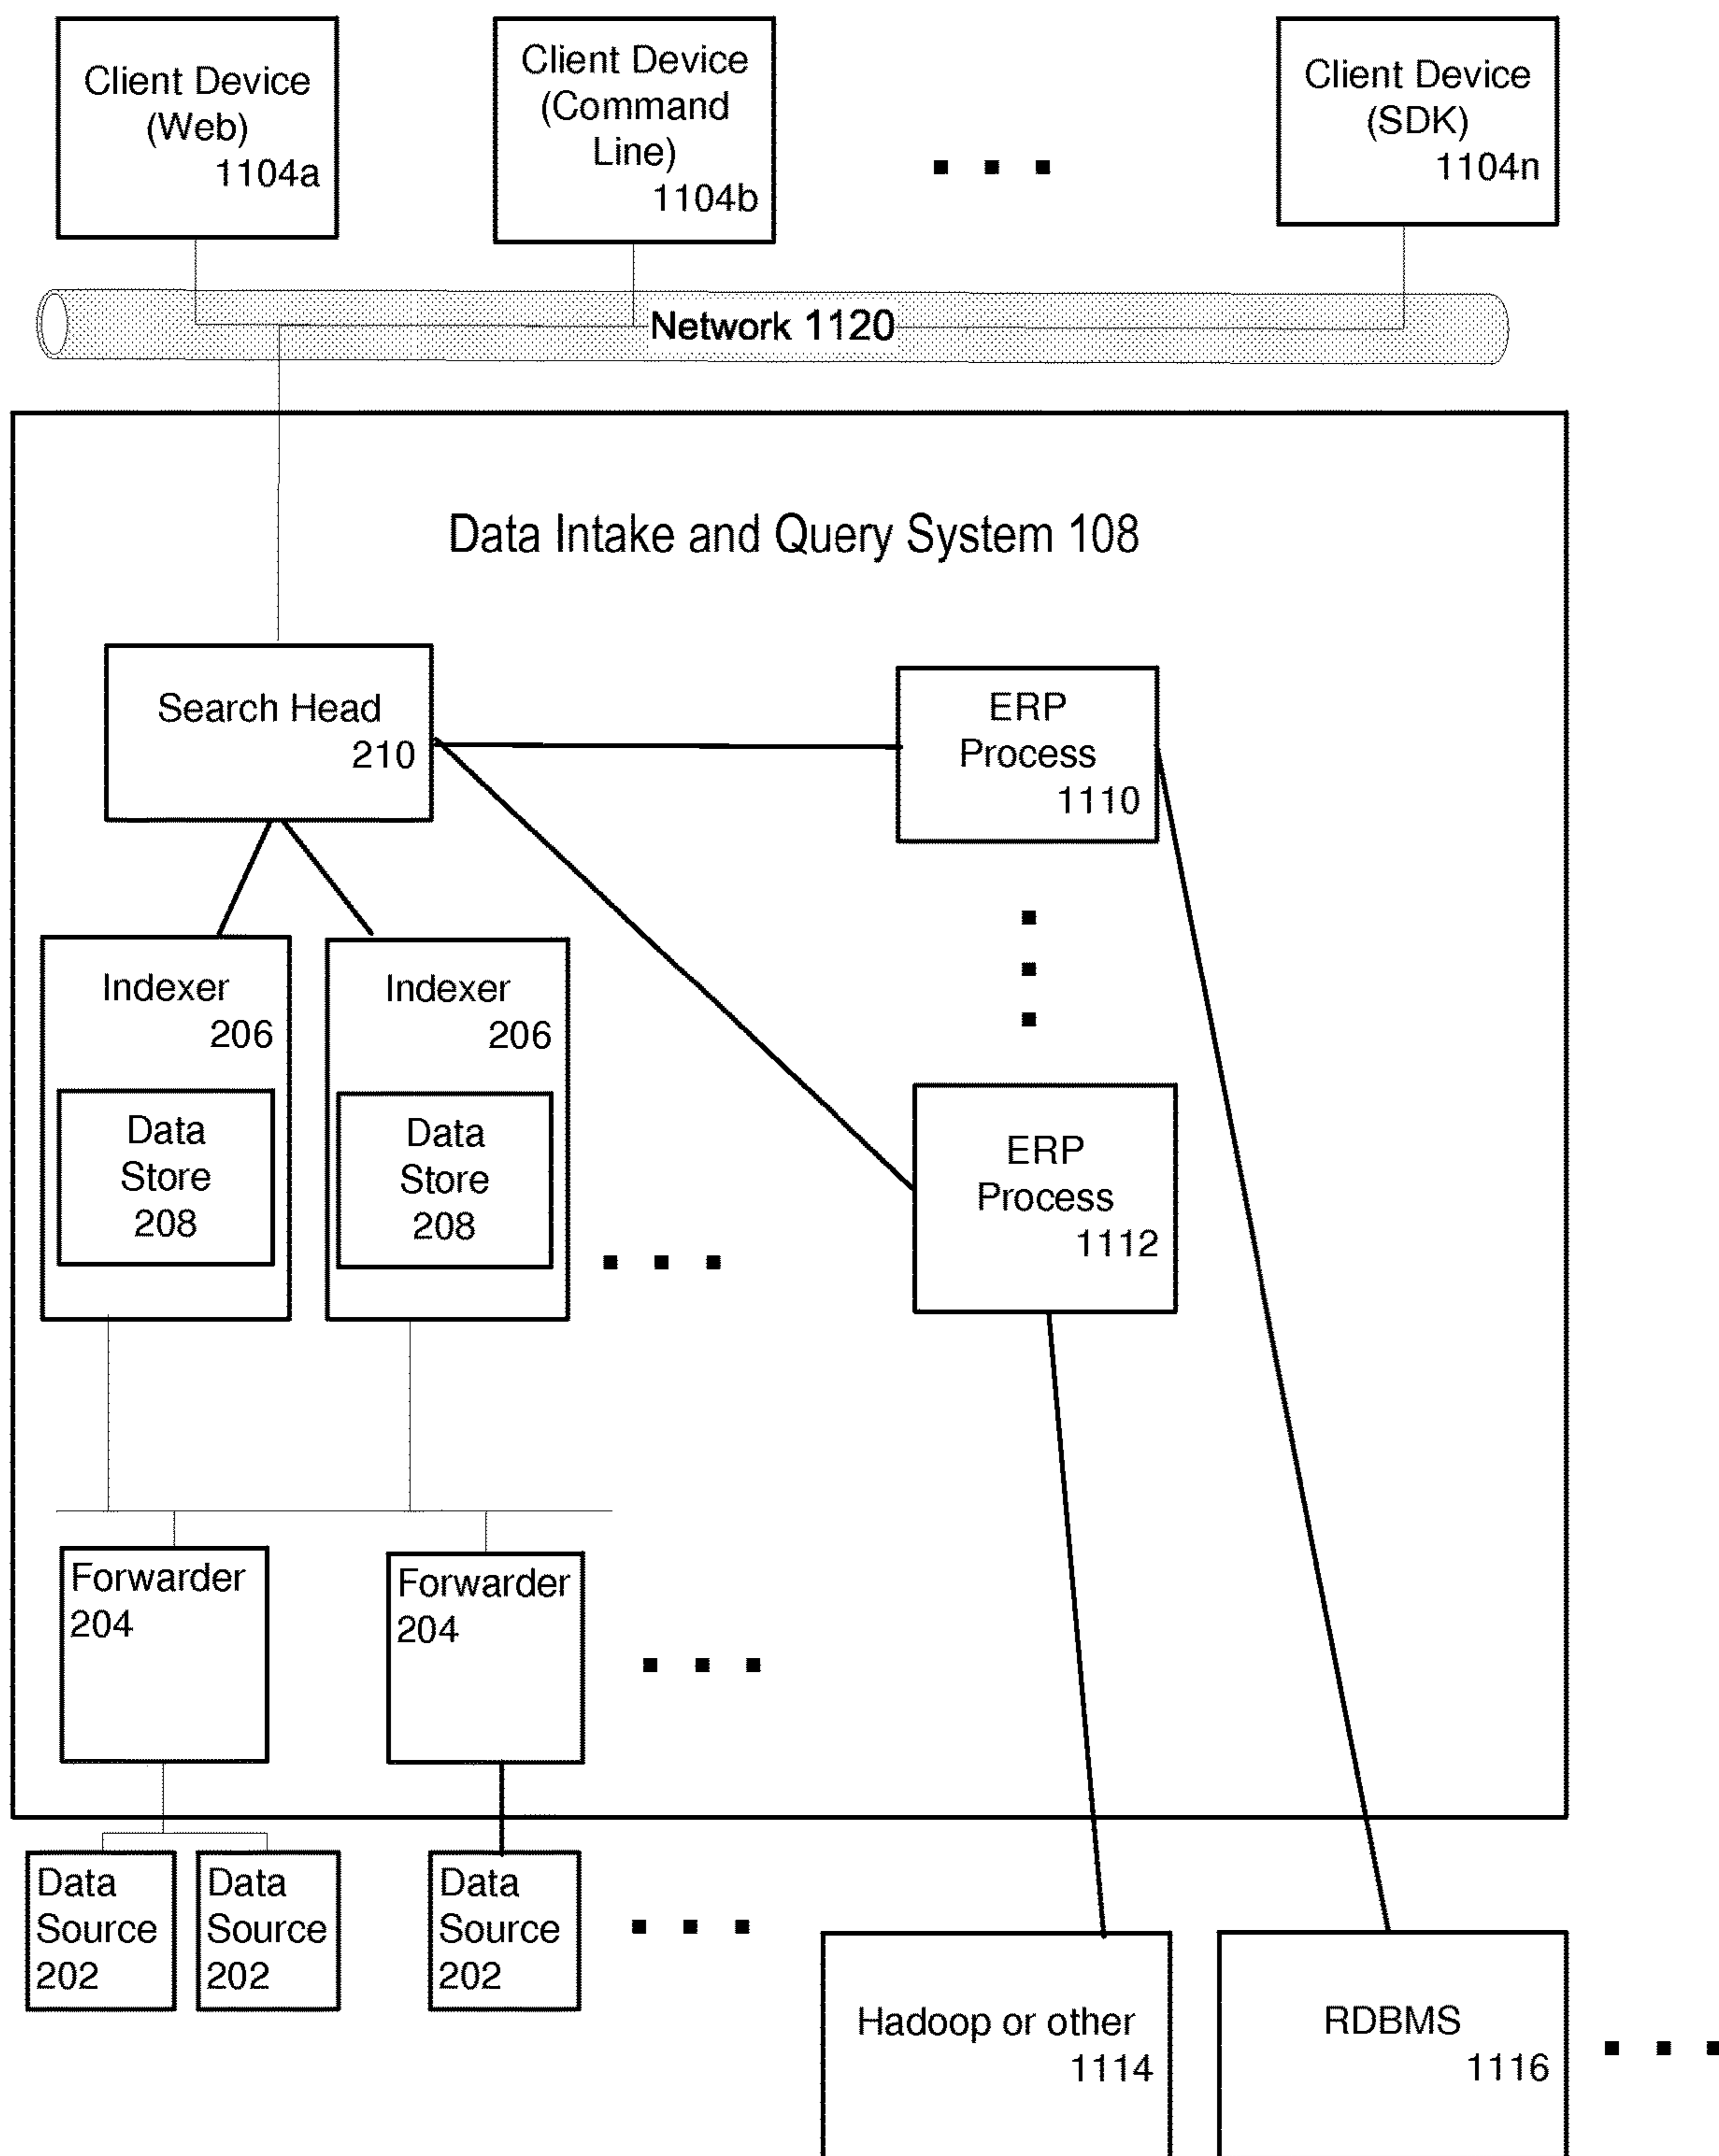 Client Device
(Web)
1104a
Client Device
(Command
Line)
1104b
Client Device
(SDK)
1104n
Network 1120
Data Intake and Query System 108
Search Head
210
ERP
Process
1110
Indexer
206
Data
Store
208
Indexer
206
Data
Store
208
ERP
Process
1112
Forwarder
204
Forwarder
204
Data
Source
202
Data
Source
202
Data
Source
202
Hadoop or other
1114
RDBMS
1116